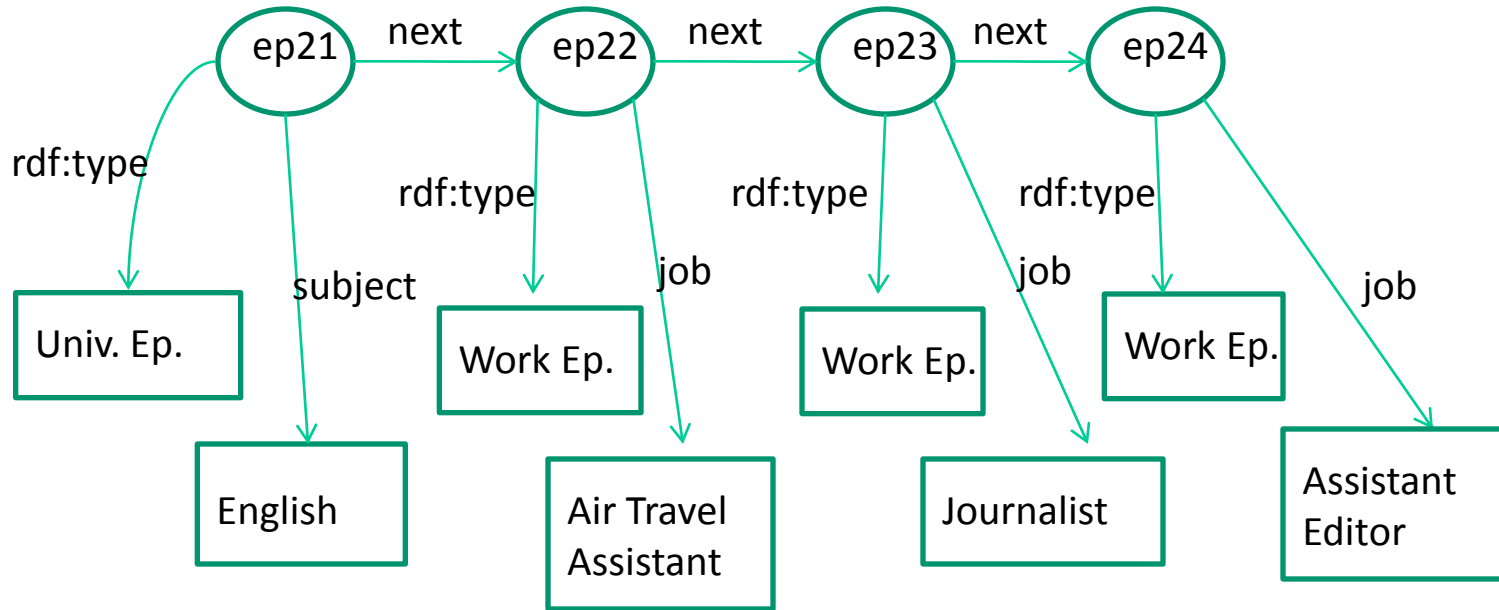 ep21
next
ep22
next
ep23
next
ep24
rdf:type
rdf:type
rdf:type
rdf:type
subject
job
job
job
Univ. Ep.
Work Ep.
Work Ep.
Work Ep.
English
Air Travel
Assistant
Journalist
Assistant
Editor